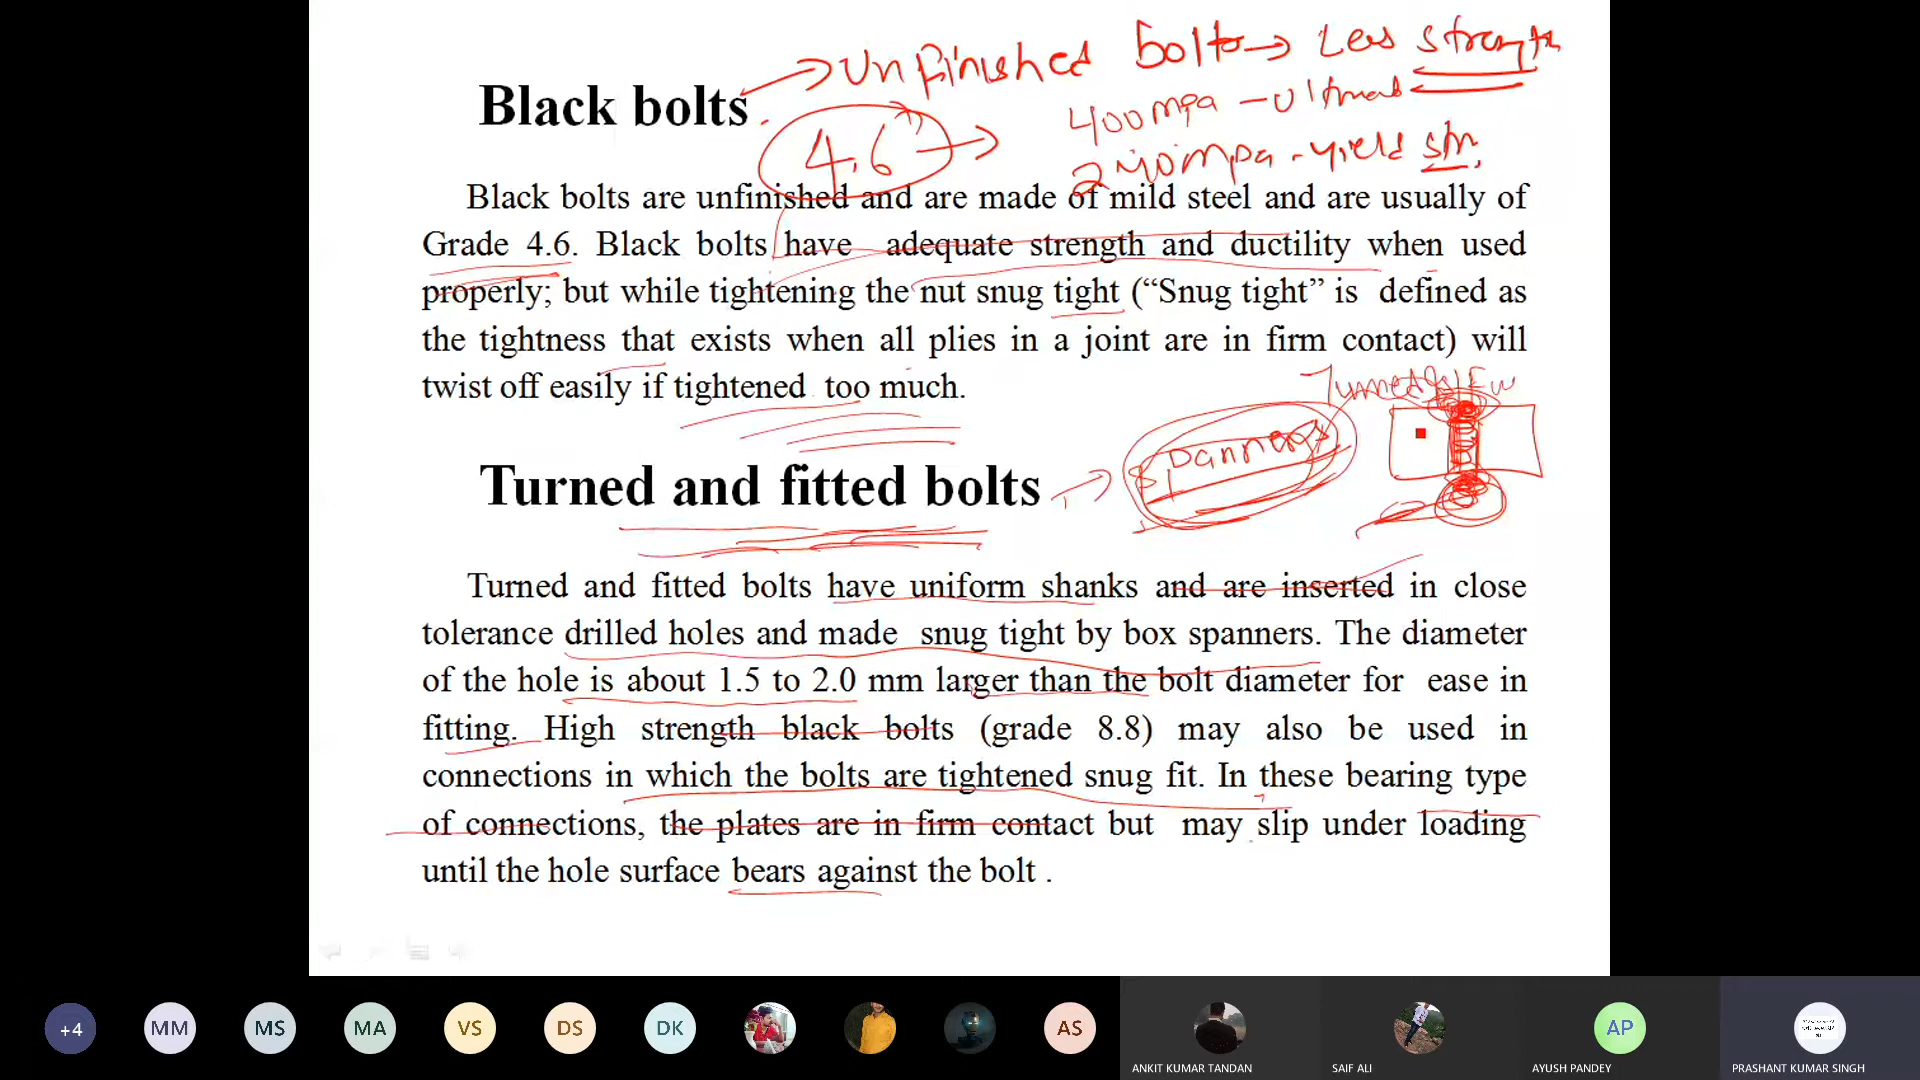 unfinished bolts → Less strength
Black bolts
400 mpa - ultimat
4.6 →
240 mpa - yield str.
Black bolts are unfinished and are made of mild steel and are usually of
Grade 4.6. Black bolts have adequate strength and ductility when used
properly; but while tightening the nut snug tight (“Snug tight” is defined as
the tightness that exists when all plies in a joint are in firm contact) will
twist off easily if tightened too much.
Turned
Turned and fitted bolts
spanners
Turned and fitted bolts have uniform shanks and are inserted in close
tolerance drilled holes and made snug tight by box spanners. The diameter
of the hole is about 1.5 to 2.0 mm larger than the bolt diameter for ease in
fitting. High strength black bolts (grade 8.8) may also be used in
connections in which the bolts are tightened snug fit. In these bearing type
of connections, the plates are in firm contact but may slip under loading
until the hole surface bears against the bolt .
+4 MM MS MA VS DS DK AS AP
ANKIT KUMAR TANDAN SAIF ALI AYUSH PANDEY PRASHANT KUMAR SINGH